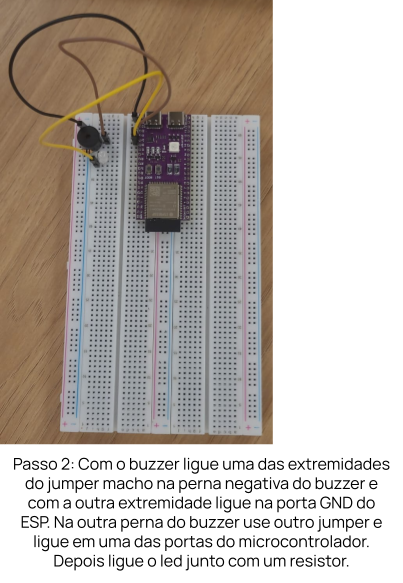 Passo 2: Com o buzzer ligue uma das extremidades
do jumper macho na perna negativa do buzzer e
com a outra extremidade ligue na porta GND do
ESP. Na outra perna do buzzer use outro jumper e
ligue em uma das portas do microcontrolador.
Depois ligue o led junto com um resistor.